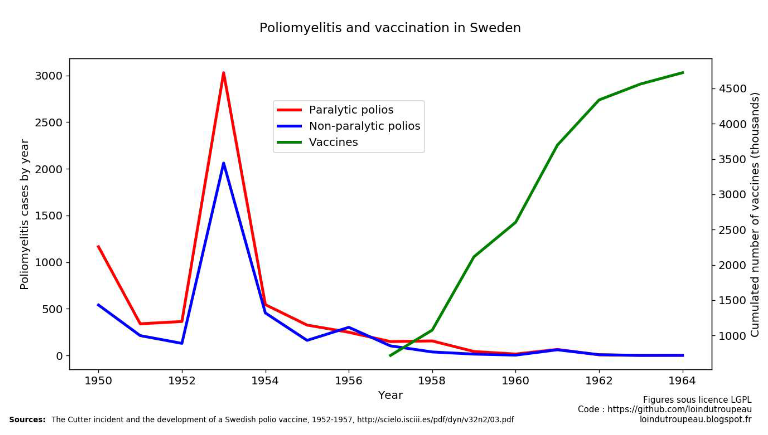 Poliomyelitis and vaccination in Sweden
Poliomyelitis cases by year
3000
2500
2000
1500
1000
500
0
Paralytic polios
Non-paralytic polios
Vaccines
4500
4000
3500
3000
2500
2000
1500
1000
Cumulated number of vaccines (thousands)
1950 1952 1954 1956 1958 1960 1962 1964
Year
Figures sous licence LGPL
Code : https://github.com/loindutroupeau
loindutroupeau.blogspot.fr
Sources: The Cutter incident and the development of a Swedish polio vaccine, 1952-1957, http://scielo.isciii.es/pdf/dyn/v32n2/03.pdf